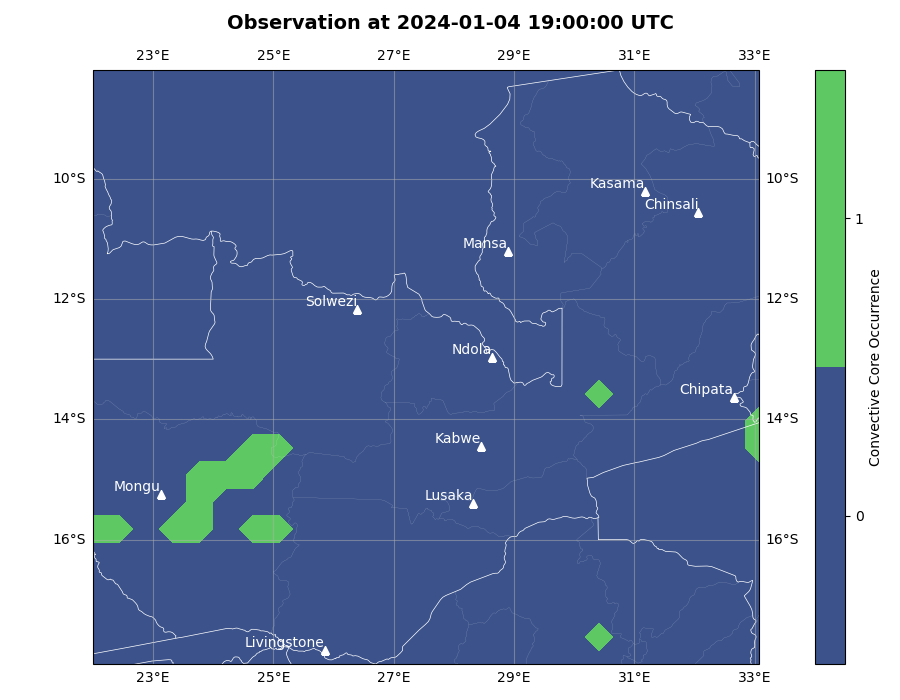 Observation at 2024-01-04 19:00:00 UTC
23°E 25°E 27°E 29°E 31°E 33°E
10°S 10°S
12°S 12°S
14°S 14°S
16°S 16°S
Kasama
Chinsali
Mansa
Solwezi
Ndola
Chipata
Kabwe
Mongu
Lusaka
Livingstone
23°E 25°E 27°E 29°E 31°E 33°E
1
0
Convective Core Occurrence